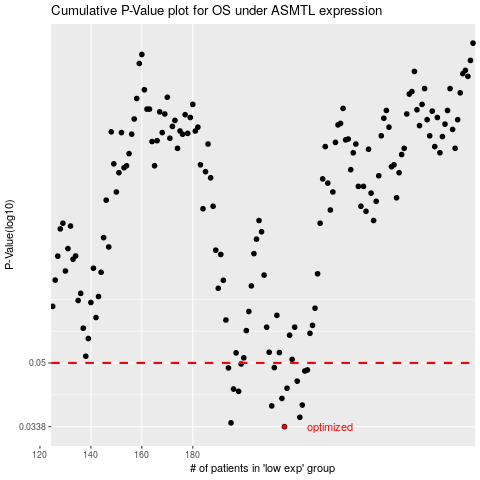 Cumulative P-Value plot for OS under ASMTL expression
P-Value(log10)
0.05
0.0338
optimized
120 140 160 180
# of patients in 'low exp' group